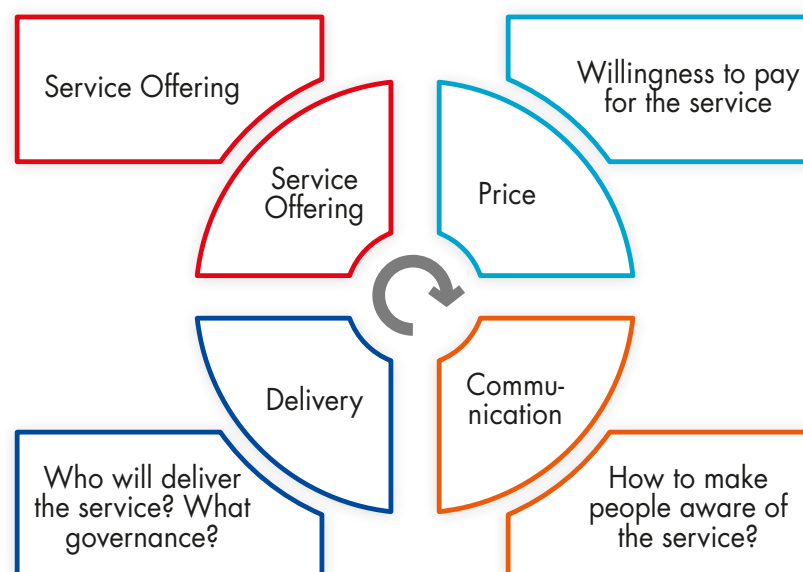 Service Offering
Willingness to pay
for the service
Service
Offering
Price
Delivery
Commu-
nication
Who will deliver
the service? What
governance?
How to make
people aware of
the service?